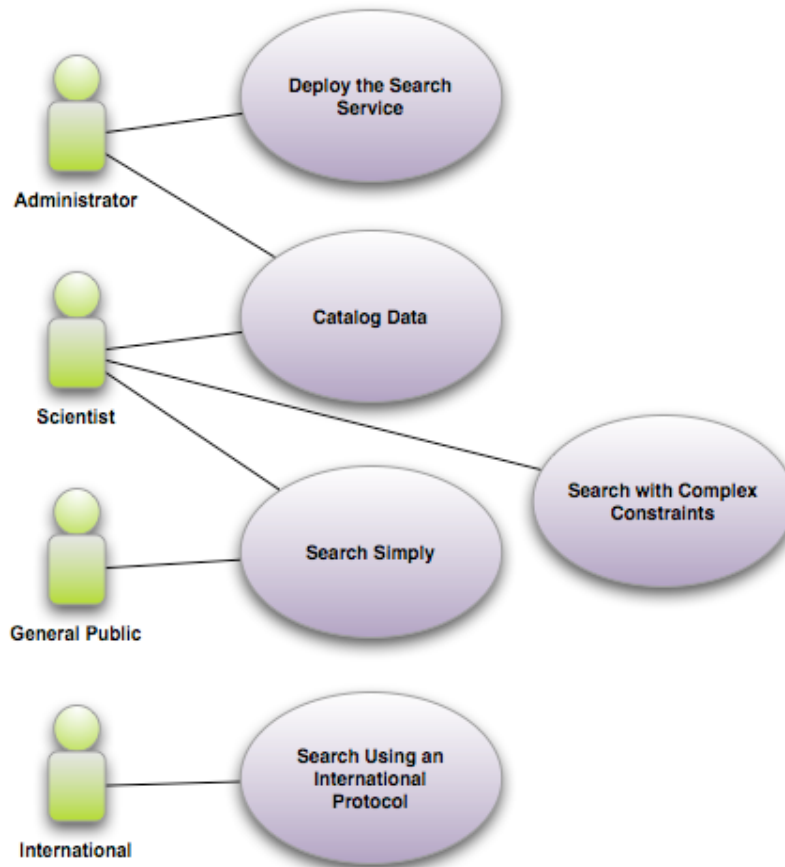 Deploy the Search
Service
Administrator
Catalog Data
Scientist
Search with Complex
Constraints
Search Simply
General Public
Search Using an
International
Protocol
International